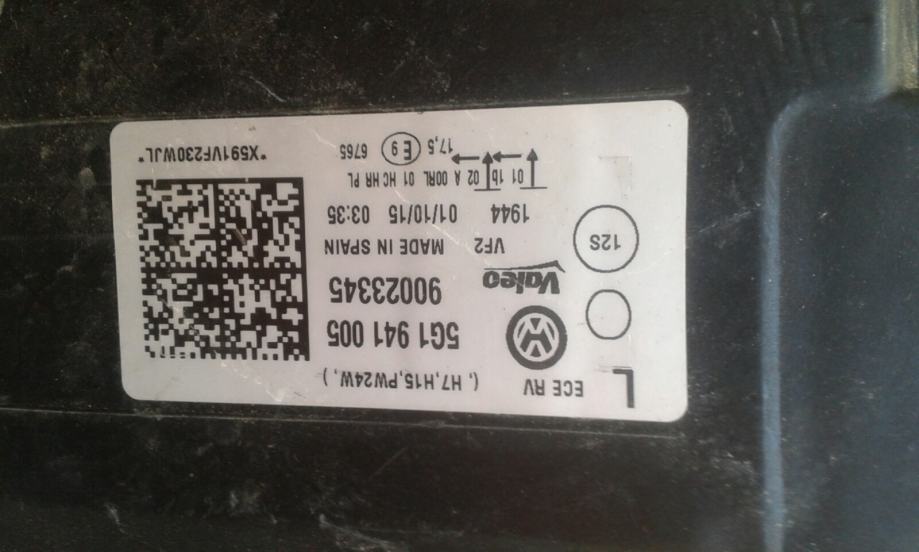 L
ECE RV
( , H7,H15,PW24W, )
5G1 941 005
90023345
Valeo
VF2
MADE IN SPAIN
12S
1944
01/10/15
03:35
01 1b 02 A 00RL 01 HC HR PL
17,5
E 9
6765
*X591VF230WJL*